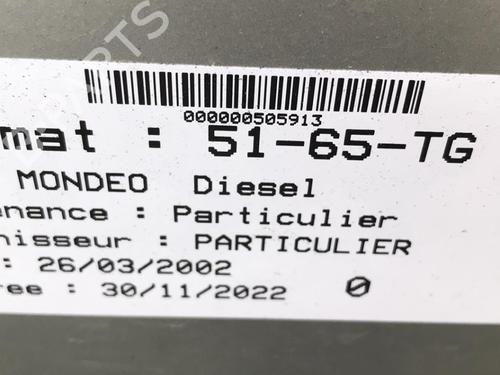 000000505913
mat : 51-65-TG
MONDEO Diesel
enance : Particulier
nisseur : PARTICULIER
: 26/03/2002
ree : 30/11/2022 0